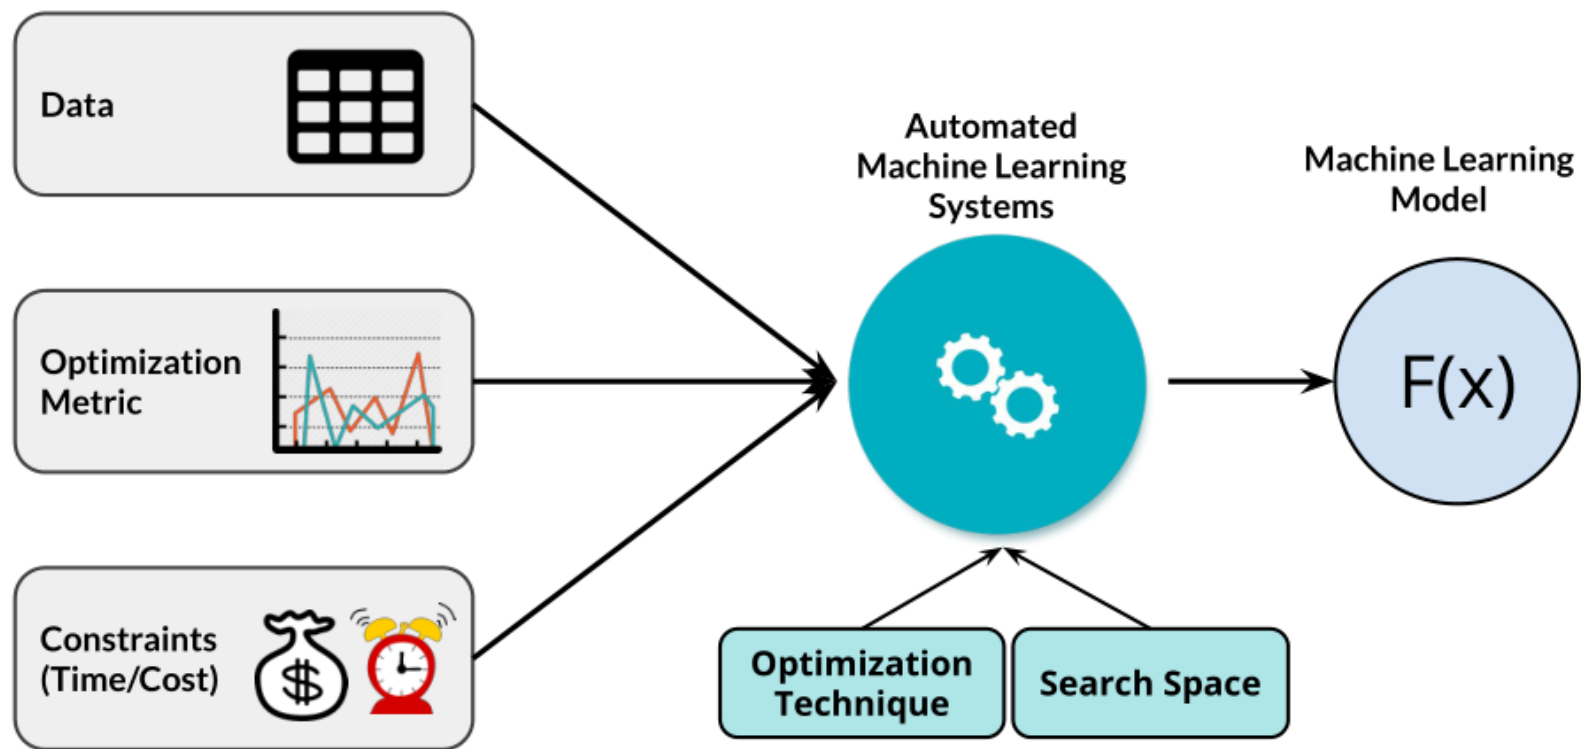 Data
Optimization
Metric
Constraints
(Time/Cost)
$
Automated
Machine Learning
Systems
Optimization
Technique
Search Space
Machine Learning
Model
F(x)